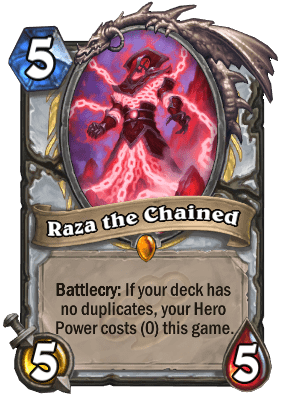 5
Raza the Chained
Battlecry: If your deck has
no duplicates, your Hero
Power costs (0) this game.
5
5